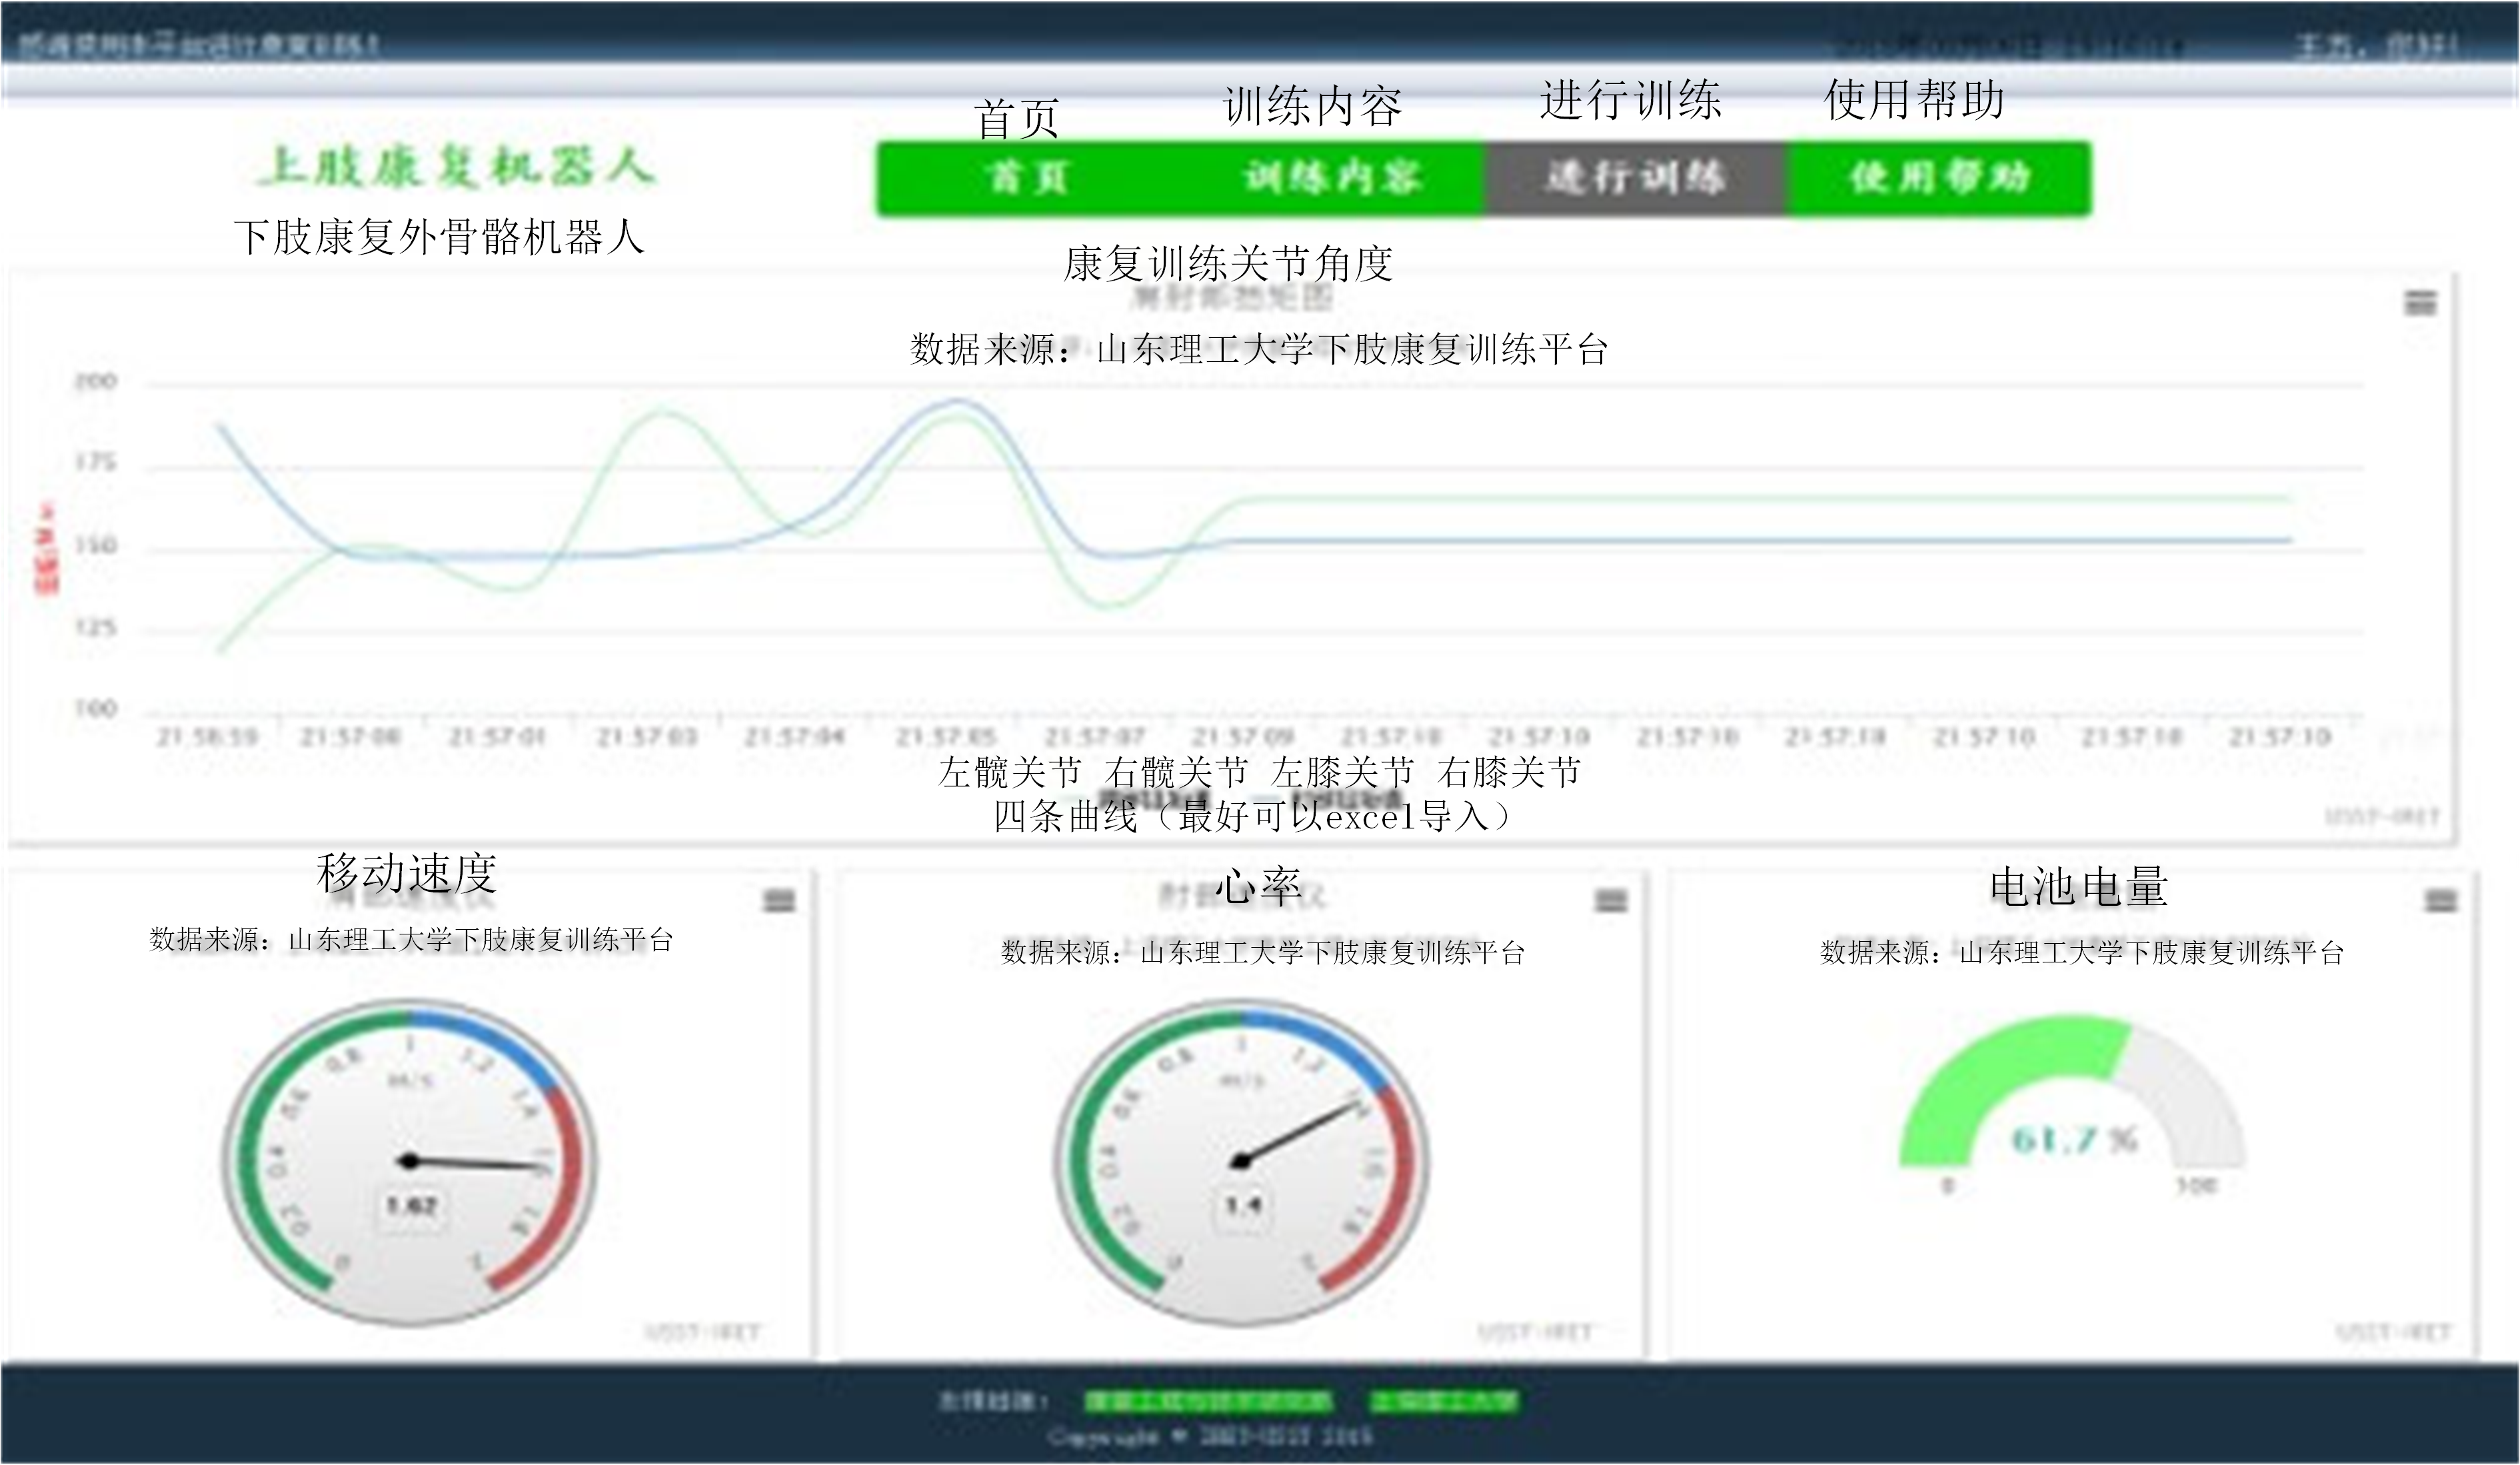 首页
训练内容
进行训练
使用帮助
上肢康复机器人
首頁 训练内容 进行训练 使用帮助
下肢康复外骨骼机器人
康复训练关节角度
数据来源：山东理工大学下肢康复训练平台
200
175
150
125
100
21:56:59 21:57:00 21:57:01 21:57:03 21:57:04 21:57:05 21:57:07 21:57:09 21:57:10 21:57:10 21:57:10 21:57:10 21:57:10 21:57:10 21:57:10
左髋关节 右髋关节 左膝关节 右膝关节
四条曲线（最好可以excel导入）
USST-IRET
移动速度
数据来源：山东理工大学下肢康复训练平台
0 0.2 0.4 0.6 0.8 1 1.2 1.4 1.6 1.8 2
m/s
1.62
USST-IRET
心率
数据来源：山东理工大学下肢康复训练平台
0 0.2 0.4 0.6 0.8 1 1.2 1.4 1.6 1.8 2
m/s
1.4
USST-IRET
电池电量
数据来源：山东理工大学下肢康复训练平台
61.7 %
0 100
USST-IRET